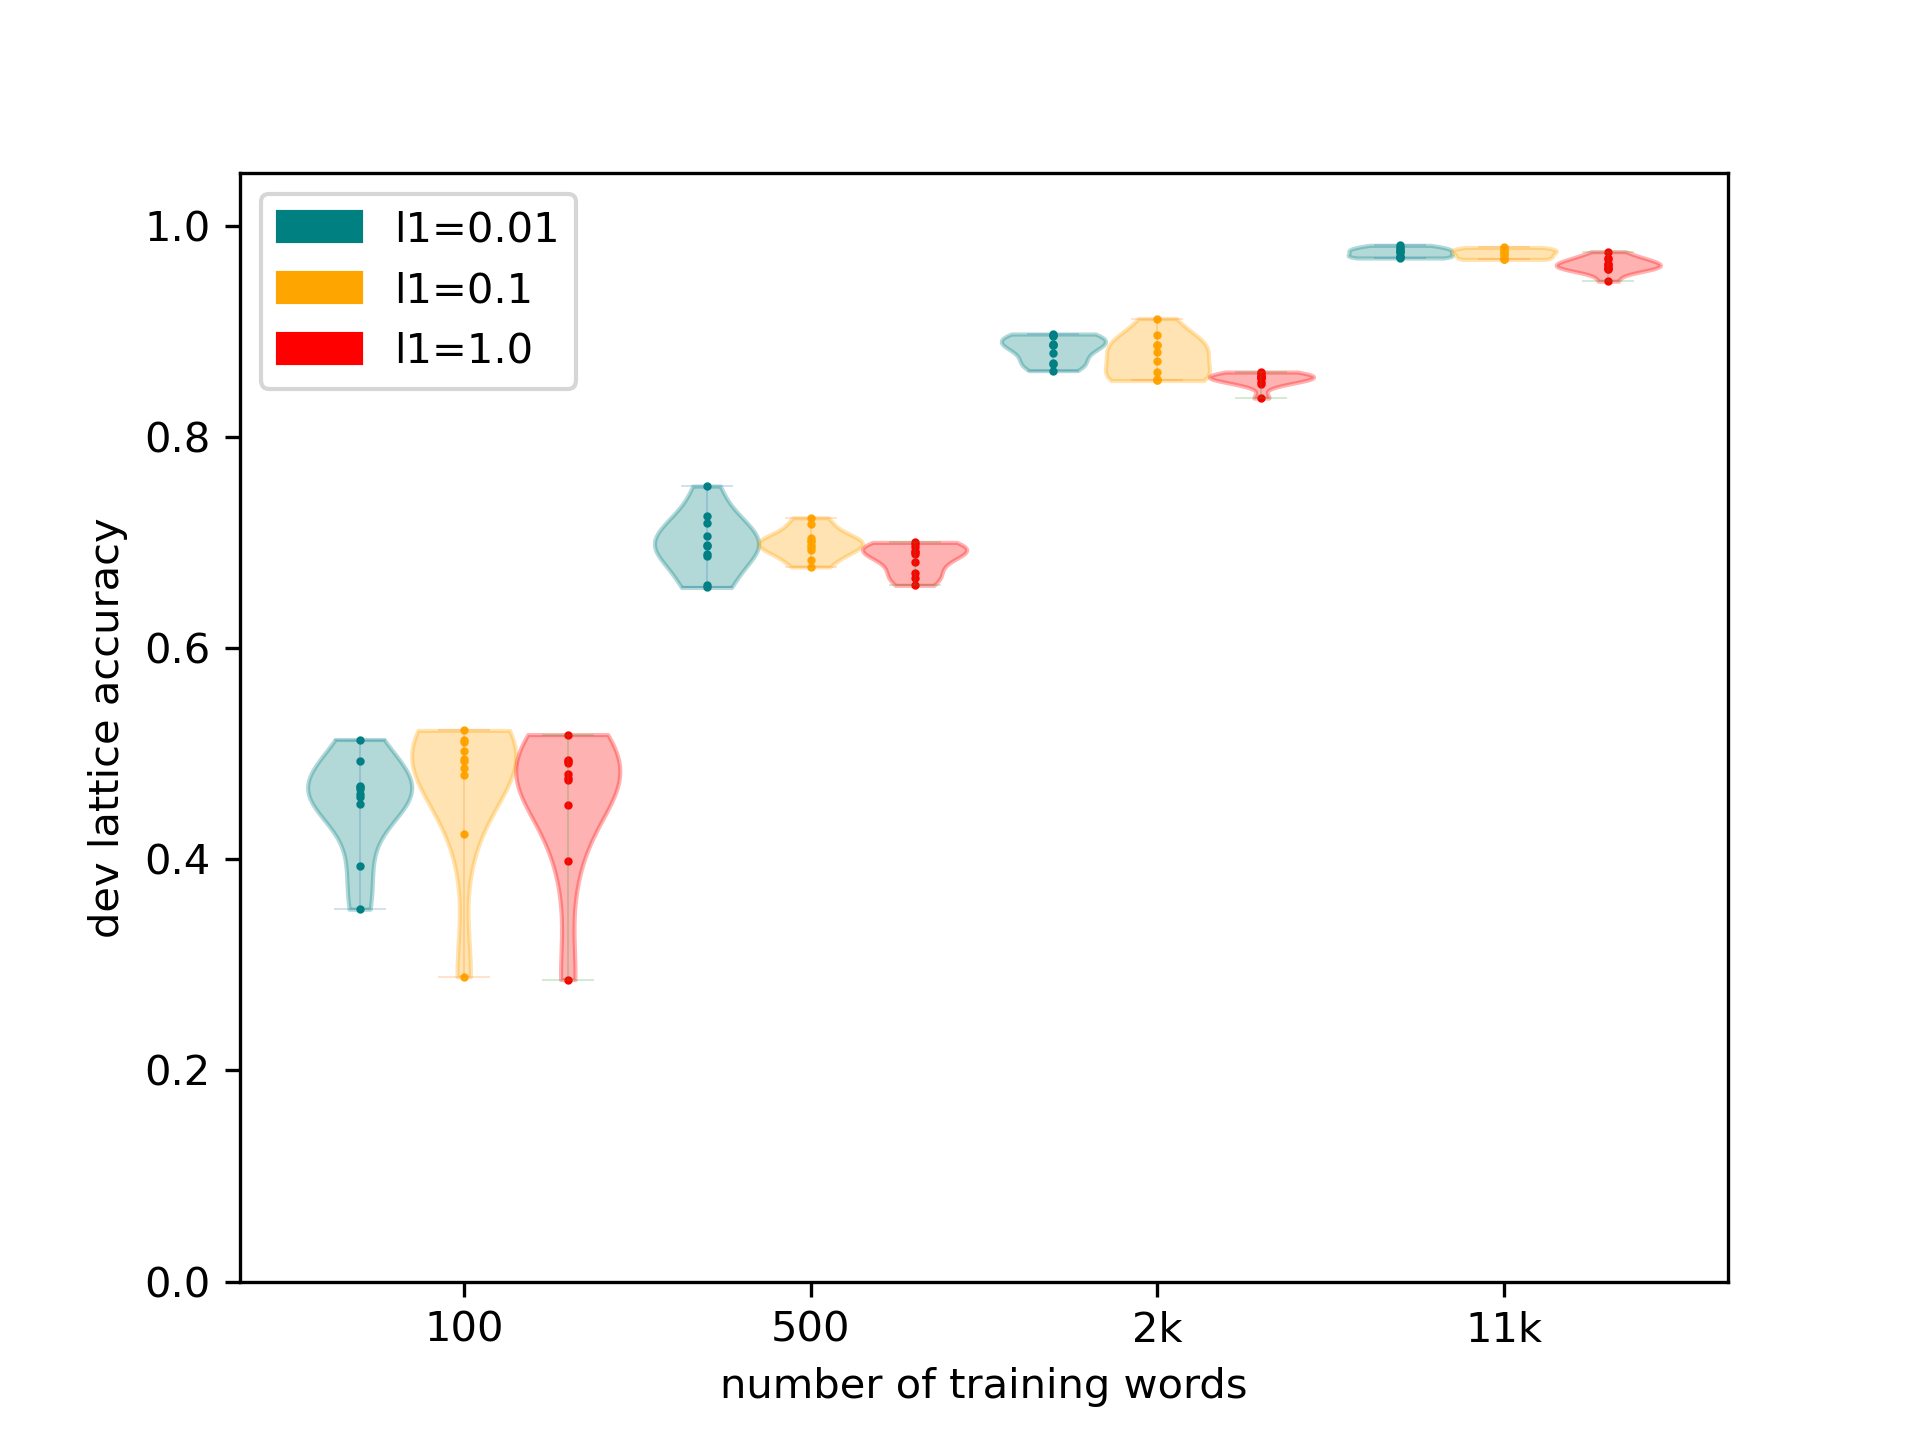 l1=0.01
l1=0.1
l1=1.0
1.0
0.8
0.6
0.4
0.2
0.0
dev lattice accuracy
100 500 2k 11k
number of training words